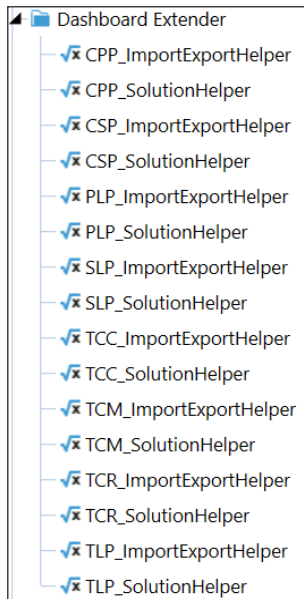 Dashboard Extender
CPP_ImportExportHelper
CPP_SolutionHelper
CSP_ImportExportHelper
CSP_SolutionHelper
PLP_ImportExportHelper
PLP_SolutionHelper
SLP_ImportExportHelper
SLP_SolutionHelper
TCC_ImportExportHelper
TCC_SolutionHelper
TCM_ImportExportHelper
TCM_SolutionHelper
TCR_ImportExportHelper
TCR_SolutionHelper
TLP_ImportExportHelper
TLP_SolutionHelper